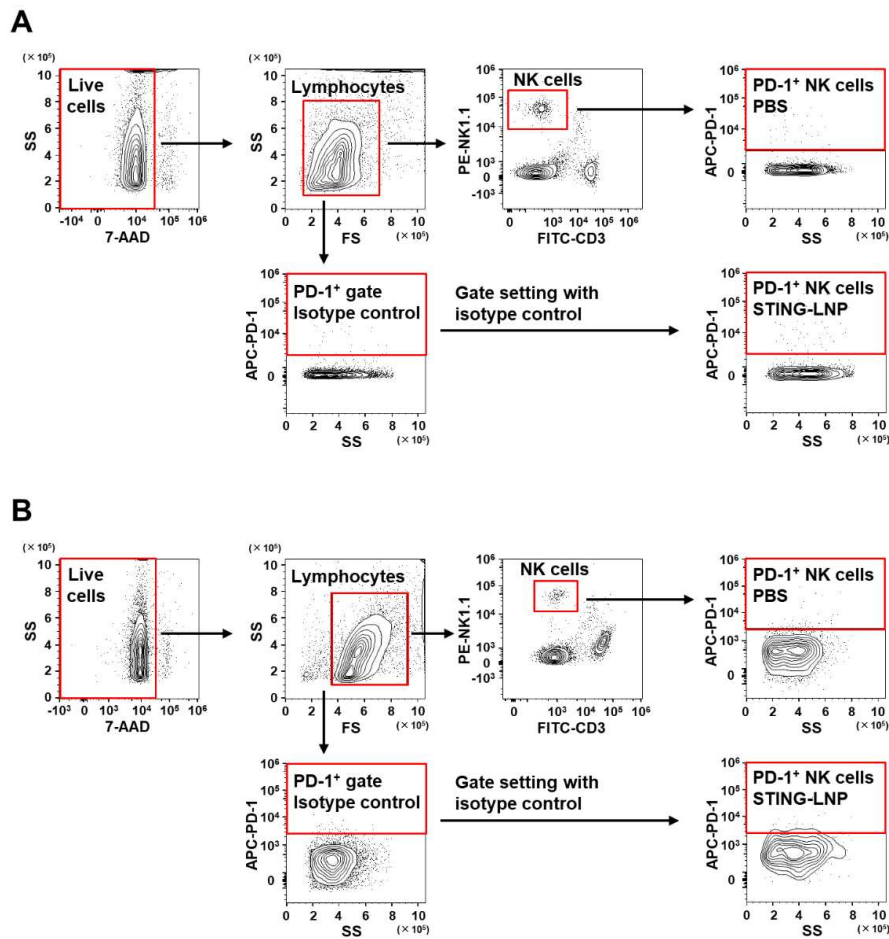 A
(×10⁵)
10
8
6
4
2
0
SS
Live
cells
-10⁴ 0 10⁴ 10⁵ 10⁶
7-AAD
(×10⁵)
10
8
6
4
2
0
SS
Lymphocytes
0 2 4 6 8 10
FS (×10⁵)
10⁶
10⁵
10⁴
10³
0
-10³
PE-NK1.1
NK cells
0 10³ 10⁴ 10⁵ 10⁶
FITC-CD3
10⁶
10⁵
10⁴
0
APC-PD-1
PD-1⁺ NK cells
PBS
0 2 4 6 8 10
SS (×10⁵)
10⁶
10⁵
10⁴
0
APC-PD-1
PD-1⁺ gate
Isotype control
0 2 4 6 8 10
SS (×10⁵)
Gate setting with
isotype control
10⁶
10⁵
10⁴
0
APC-PD-1
PD-1⁺ NK cells
STING-LNP
0 2 4 6 8 10
SS (×10⁵)
B
(×10⁵)
10
8
6
4
2
0
SS
Live
cells
-10³ 0 10³ 10⁴ 10⁵ 10⁶
7-AAD
(×10⁵)
10
8
6
4
2
0
SS
Lymphocytes
0 2 4 6 8 10
FS (×10⁵)
10⁶
10⁵
10⁴
10³
0
-10³
PE-NK1.1
NK cells
0 10³ 10⁴ 10⁵ 10⁶
FITC-CD3
10⁶
10⁵
10⁴
10³
0
APC-PD-1
PD-1⁺ NK cells
PBS
0 2 4 6 8 10
SS (×10⁵)
10⁶
10⁵
10⁴
10³
0
APC-PD-1
PD-1⁺ gate
Isotype control
0 2 4 6 8 10
SS (×10⁵)
Gate setting with
isotype control
10⁶
10⁵
10⁴
10³
0
APC-PD-1
PD-1⁺ NK cells
STING-LNP
0 2 4 6 8 10
SS (×10⁵)